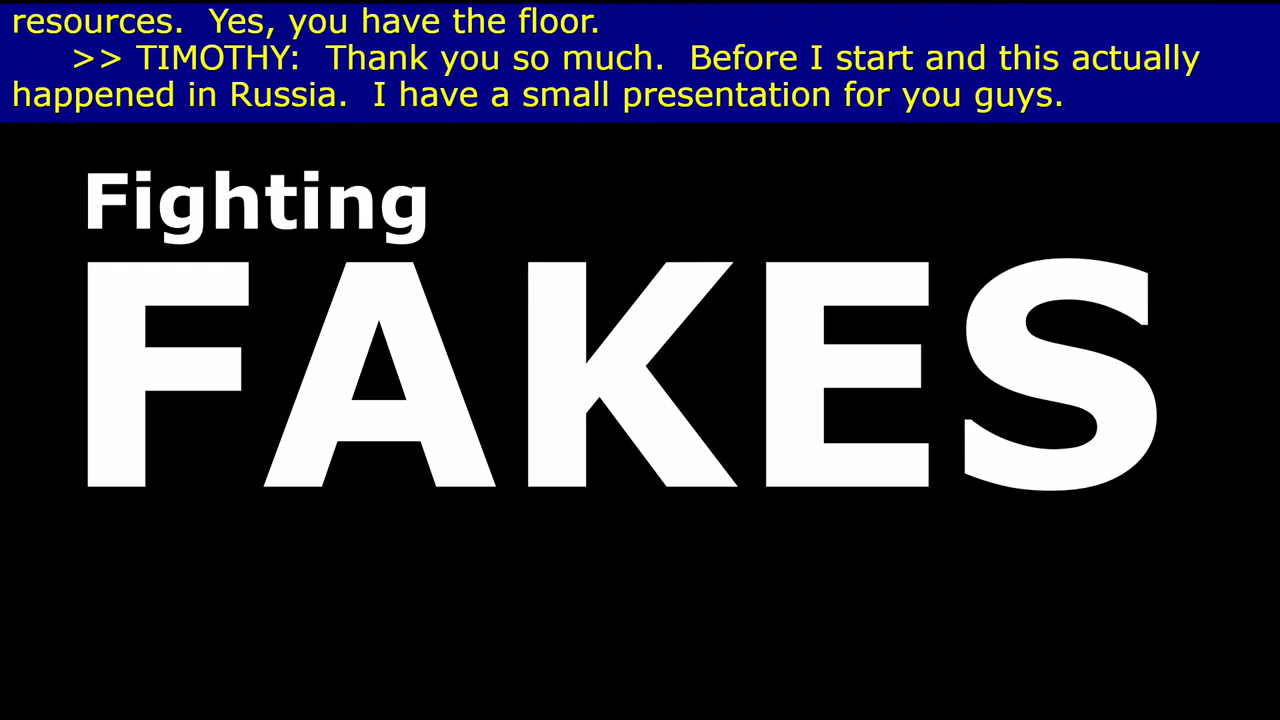 resources.  Yes, you have the floor.
>> TIMOTHY:  Thank you so much.  Before I start and this actually
happened in Russia.  I have a small presentation for you guys.
Fighting
FAKES